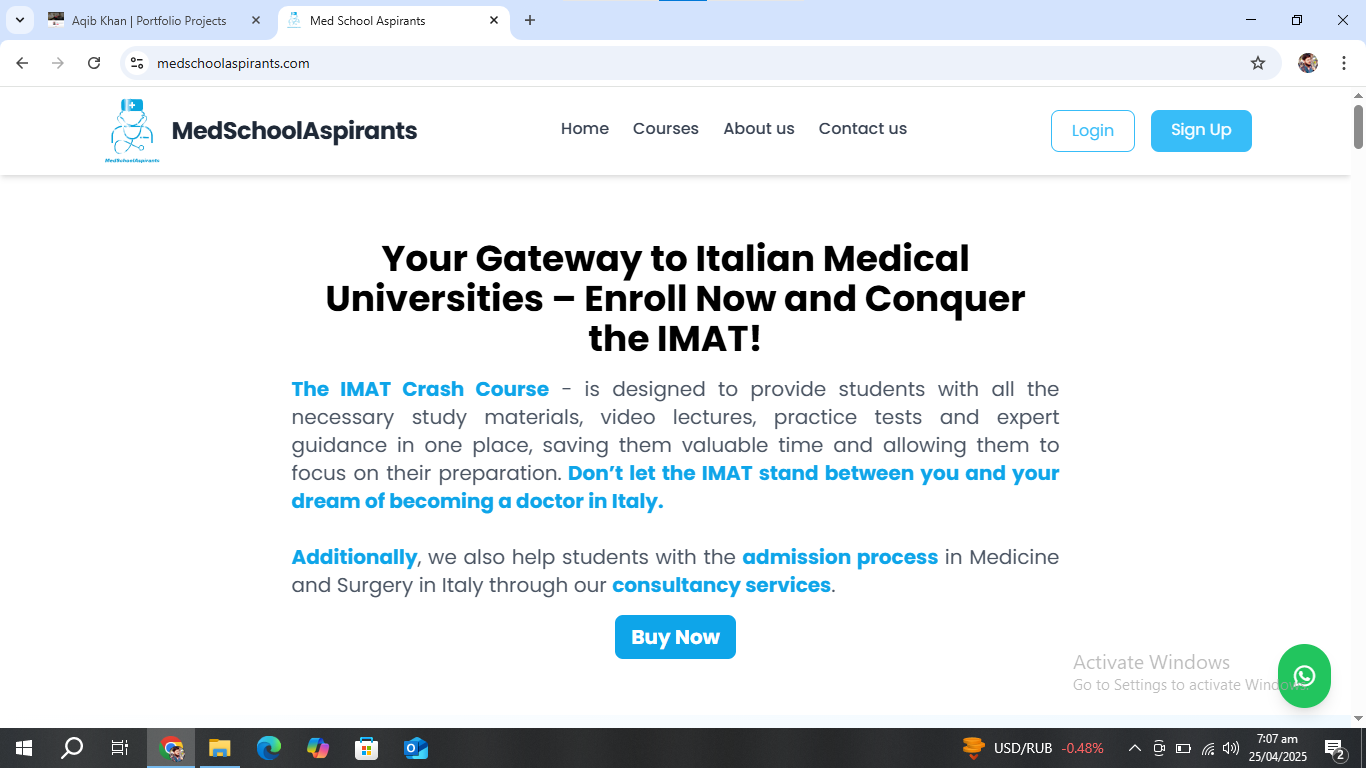 Aqib Khan | Portfolio Projects
Med School Aspirants
medschoolaspirants.com
MedSchoolAspirants
MedSchoolAspirants
Home
Courses
About us
Contact us
Login
Sign Up
Your Gateway to Italian Medical
Universities – Enroll Now and Conquer
the IMAT!
The IMAT Crash Course - is designed to provide students with all the
necessary study materials, video lectures, practice tests and expert
guidance in one place, saving them valuable time and allowing them to
focus on their preparation. Don’t let the IMAT stand between you and your
dream of becoming a doctor in Italy.
Additionally, we also help students with the admission process in Medicine
and Surgery in Italy through our consultancy services.
Buy Now
Activate Windows
Go to Settings to activate Windows.
USD/RUB -0.48%
7:07 am
25/04/2025
2